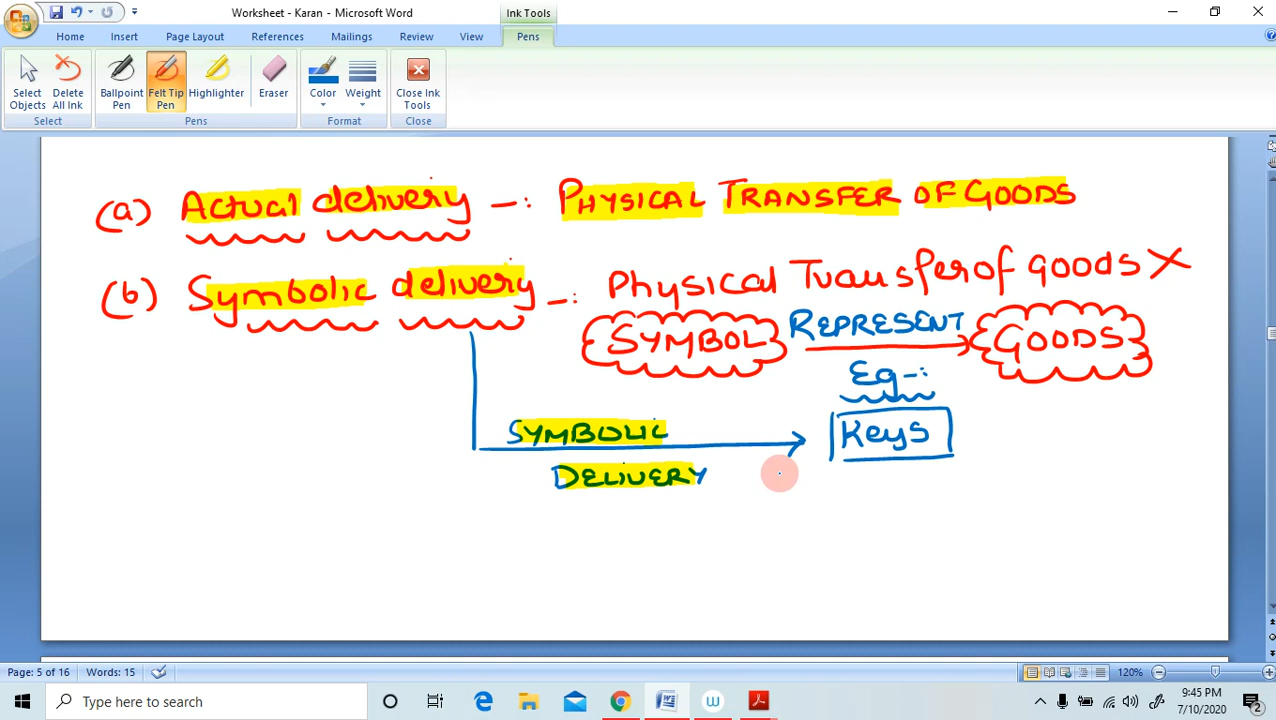 Worksheet - Karan - Microsoft Word
Ink Tools
Home Insert Page Layout References Mailings Review View Pens
Select Objects
Delete All Ink
Ballpoint Pen
Felt Tip Pen
Highlighter
Eraser
Color
Weight
Close Ink Tools
Select Pens Format Close
(a) Actual delivery -: PHYSICAL TRANSFER OF GOODS
(b) Symbolic delivery -: Physical Transfer of goods X
SYMBOL REPRESENT GOODS
Eg -:
SYMBOLIC Keys
DELIVERY
Page: 5 of 16 Words: 15 120%
Type here to search
9:45 PM
7/10/2020
2